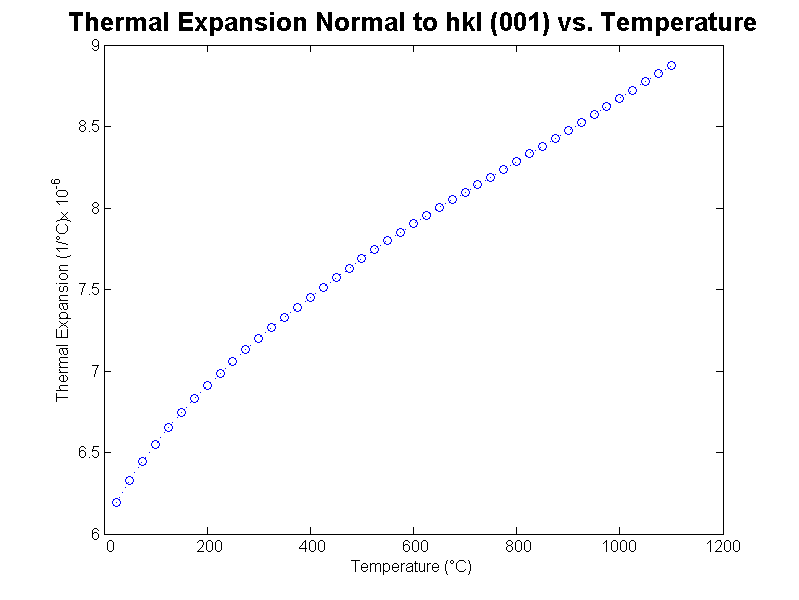 Thermal Expansion Normal to hkl (001) vs. Temperature
9
8.5
8
7.5
7
6.5
6
Thermal Expansion (1/°C)× 10-6
0 200 400 600 800 1000 1200
Temperature (°C)